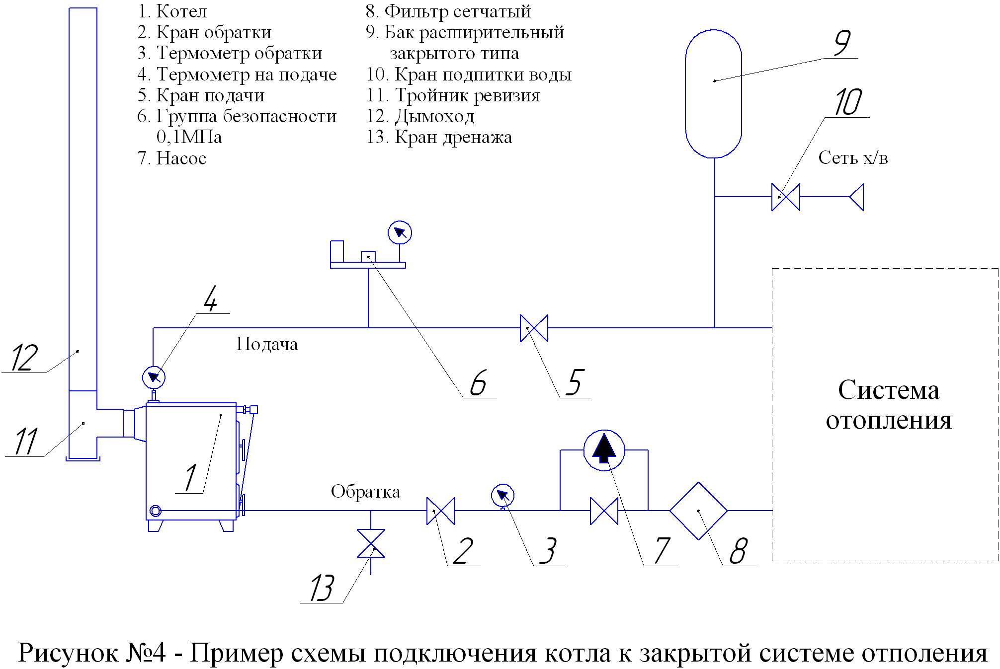 1. Котел
2. Кран обратки
3. Термометр обратки
4. Термометр на подаче
5. Кран подачи
6. Группа безопасности
0,1МПа
7. Насос
8. Фильтр сетчатый
9. Бак расширительный
закрытого типа
10. Кран подпитки воды
11. Тройник ревизия
12. Дымоход
13. Кран дренажа
9
10
Сеть х/в
4
Подача
12
6
5
Система
отопления
11
1
Обратка
2
3
7
8
13
Рисунок №4 - Пример схемы подключения котла к закрытой системе отполения